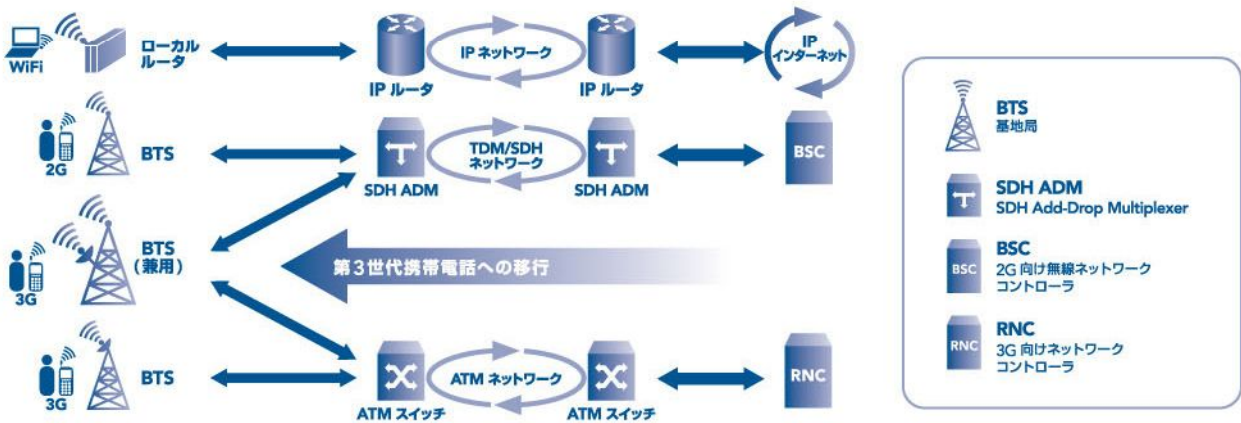 WiFi
ローカル
ルータ
IP ルータ
IP ネットワーク
IP ルータ
IP
インターネット
2G
BTS
SDH ADM
TDM/SDH
ネットワーク
SDH ADM
BSC
3G
BTS
(兼用)
第3世代携帯電話への移行
3G
BTS
ATM スイッチ
ATM ネットワーク
ATM スイッチ
RNC
BTS
基地局
SDH ADM
SDH Add-Drop Multiplexer
BSC
BSC
2G 向け無線ネットワーク
コントローラ
RNC
RNC
3G 向けネットワーク
コントローラ